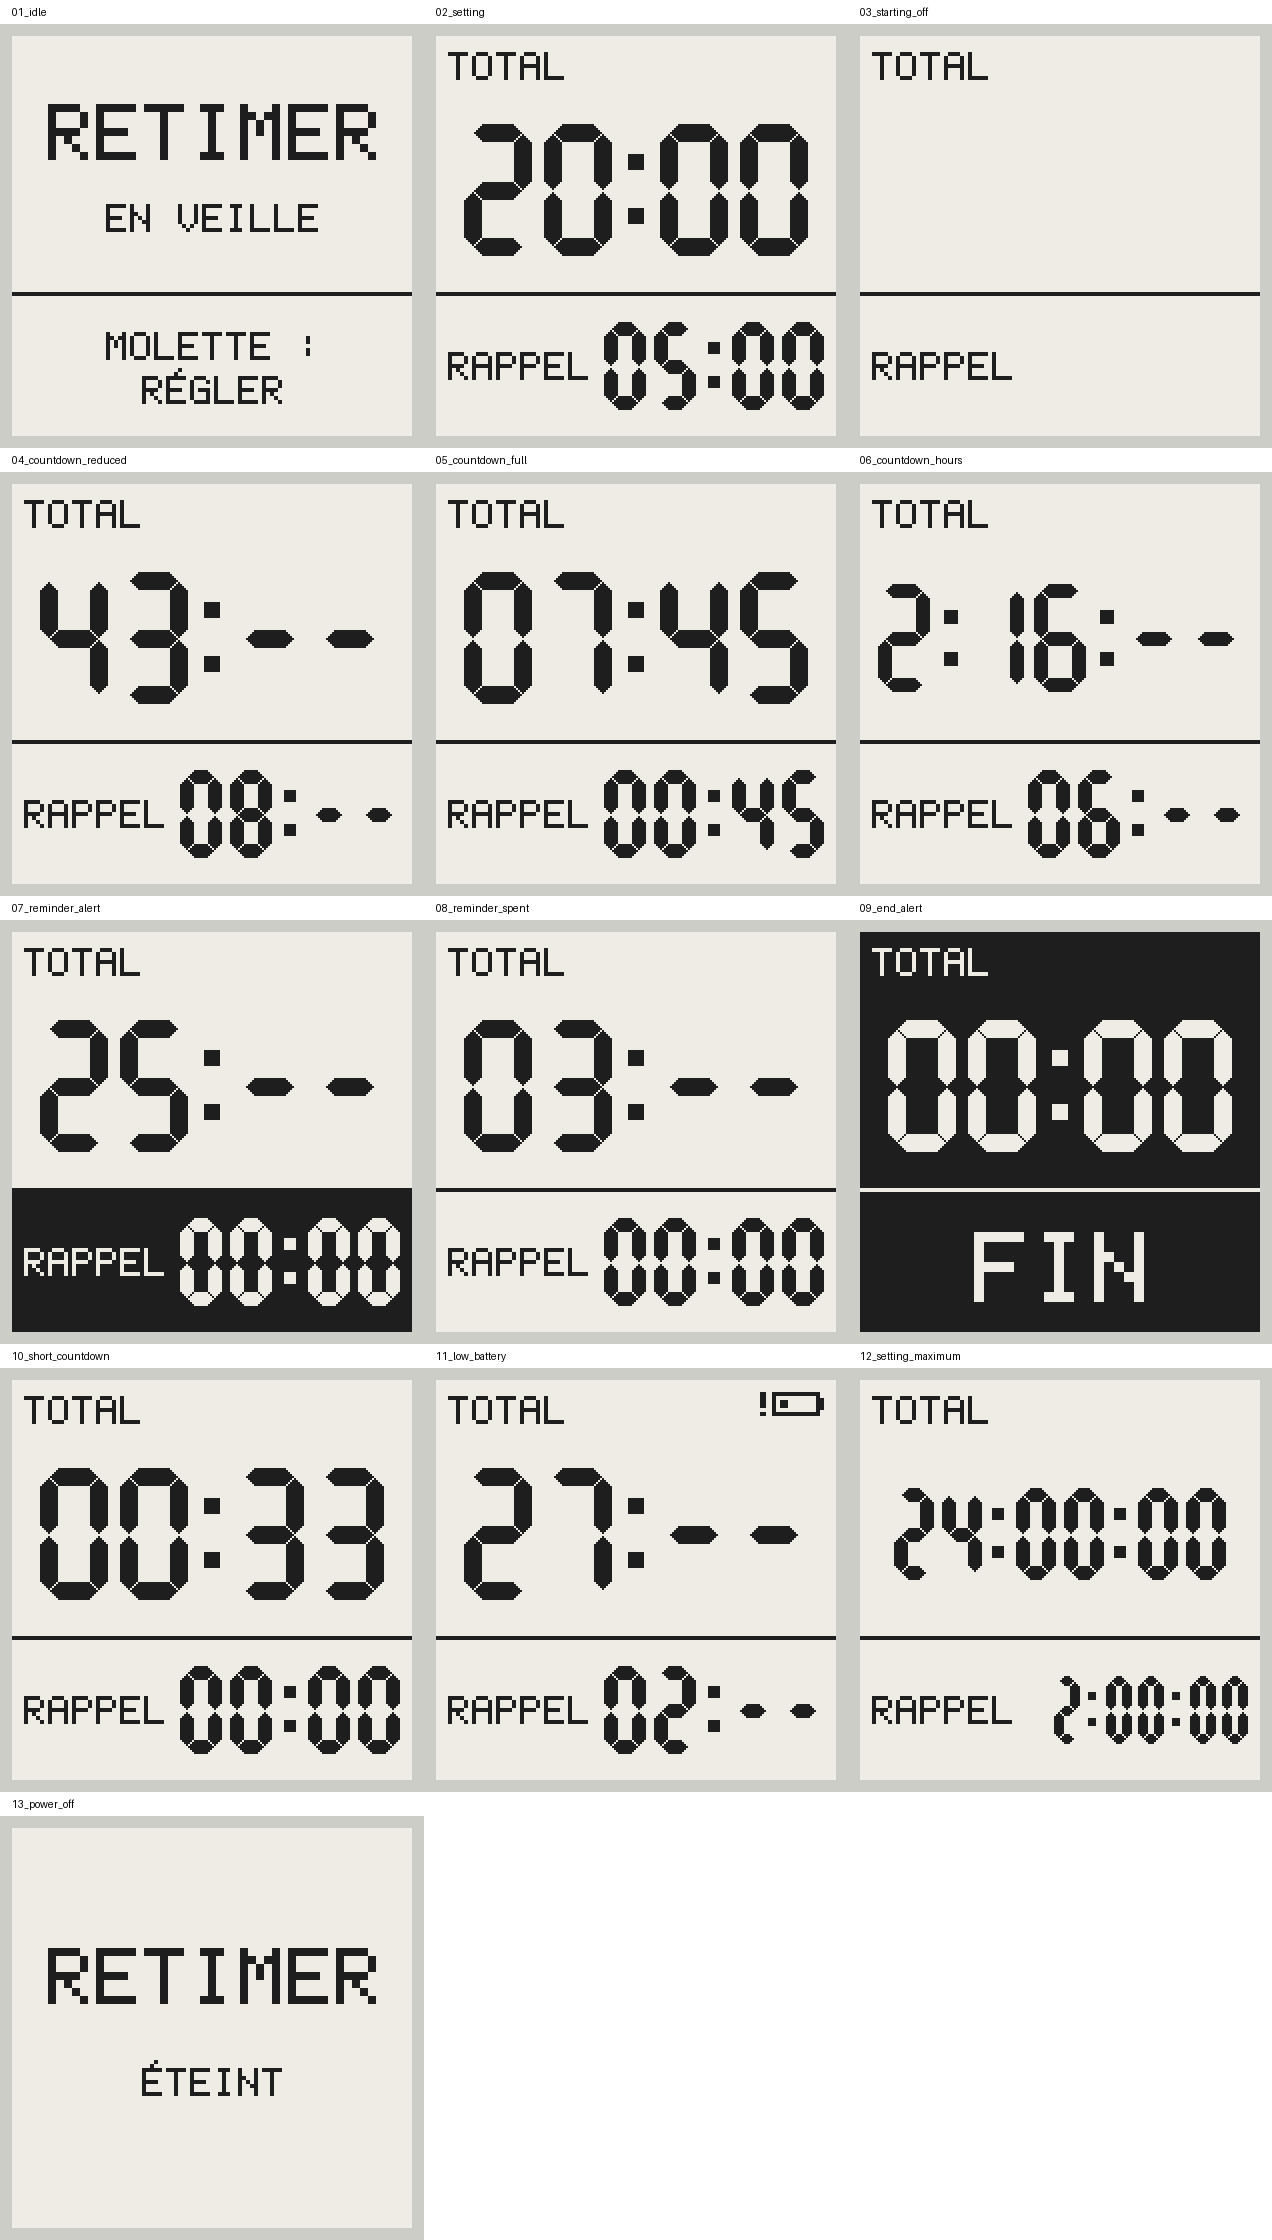 01_idle
RETIMER
EN VEILLE
MOLETTE :
RÉGLER
02_setting
TOTAL
20:00
RAPPEL 05:00
03_starting_off
TOTAL
RAPPEL
04_countdown_reduced
TOTAL
43:--
RAPPEL 08:--
05_countdown_full
TOTAL
07:45
RAPPEL 00:45
06_countdown_hours
TOTAL
2:16:--
RAPPEL 06:--
07_reminder_alert
TOTAL
25:--
RAPPEL 00:00
08_reminder_spent
TOTAL
03:--
RAPPEL 00:00
09_end_alert
TOTAL
00:00
FIN
10_short_countdown
TOTAL
00:33
RAPPEL 00:00
11_low_battery
TOTAL !
27:--
RAPPEL 02:--
12_setting_maximum
TOTAL
24:00:00
RAPPEL 2:00:00
13_power_off
RETIMER
ÉTEINT